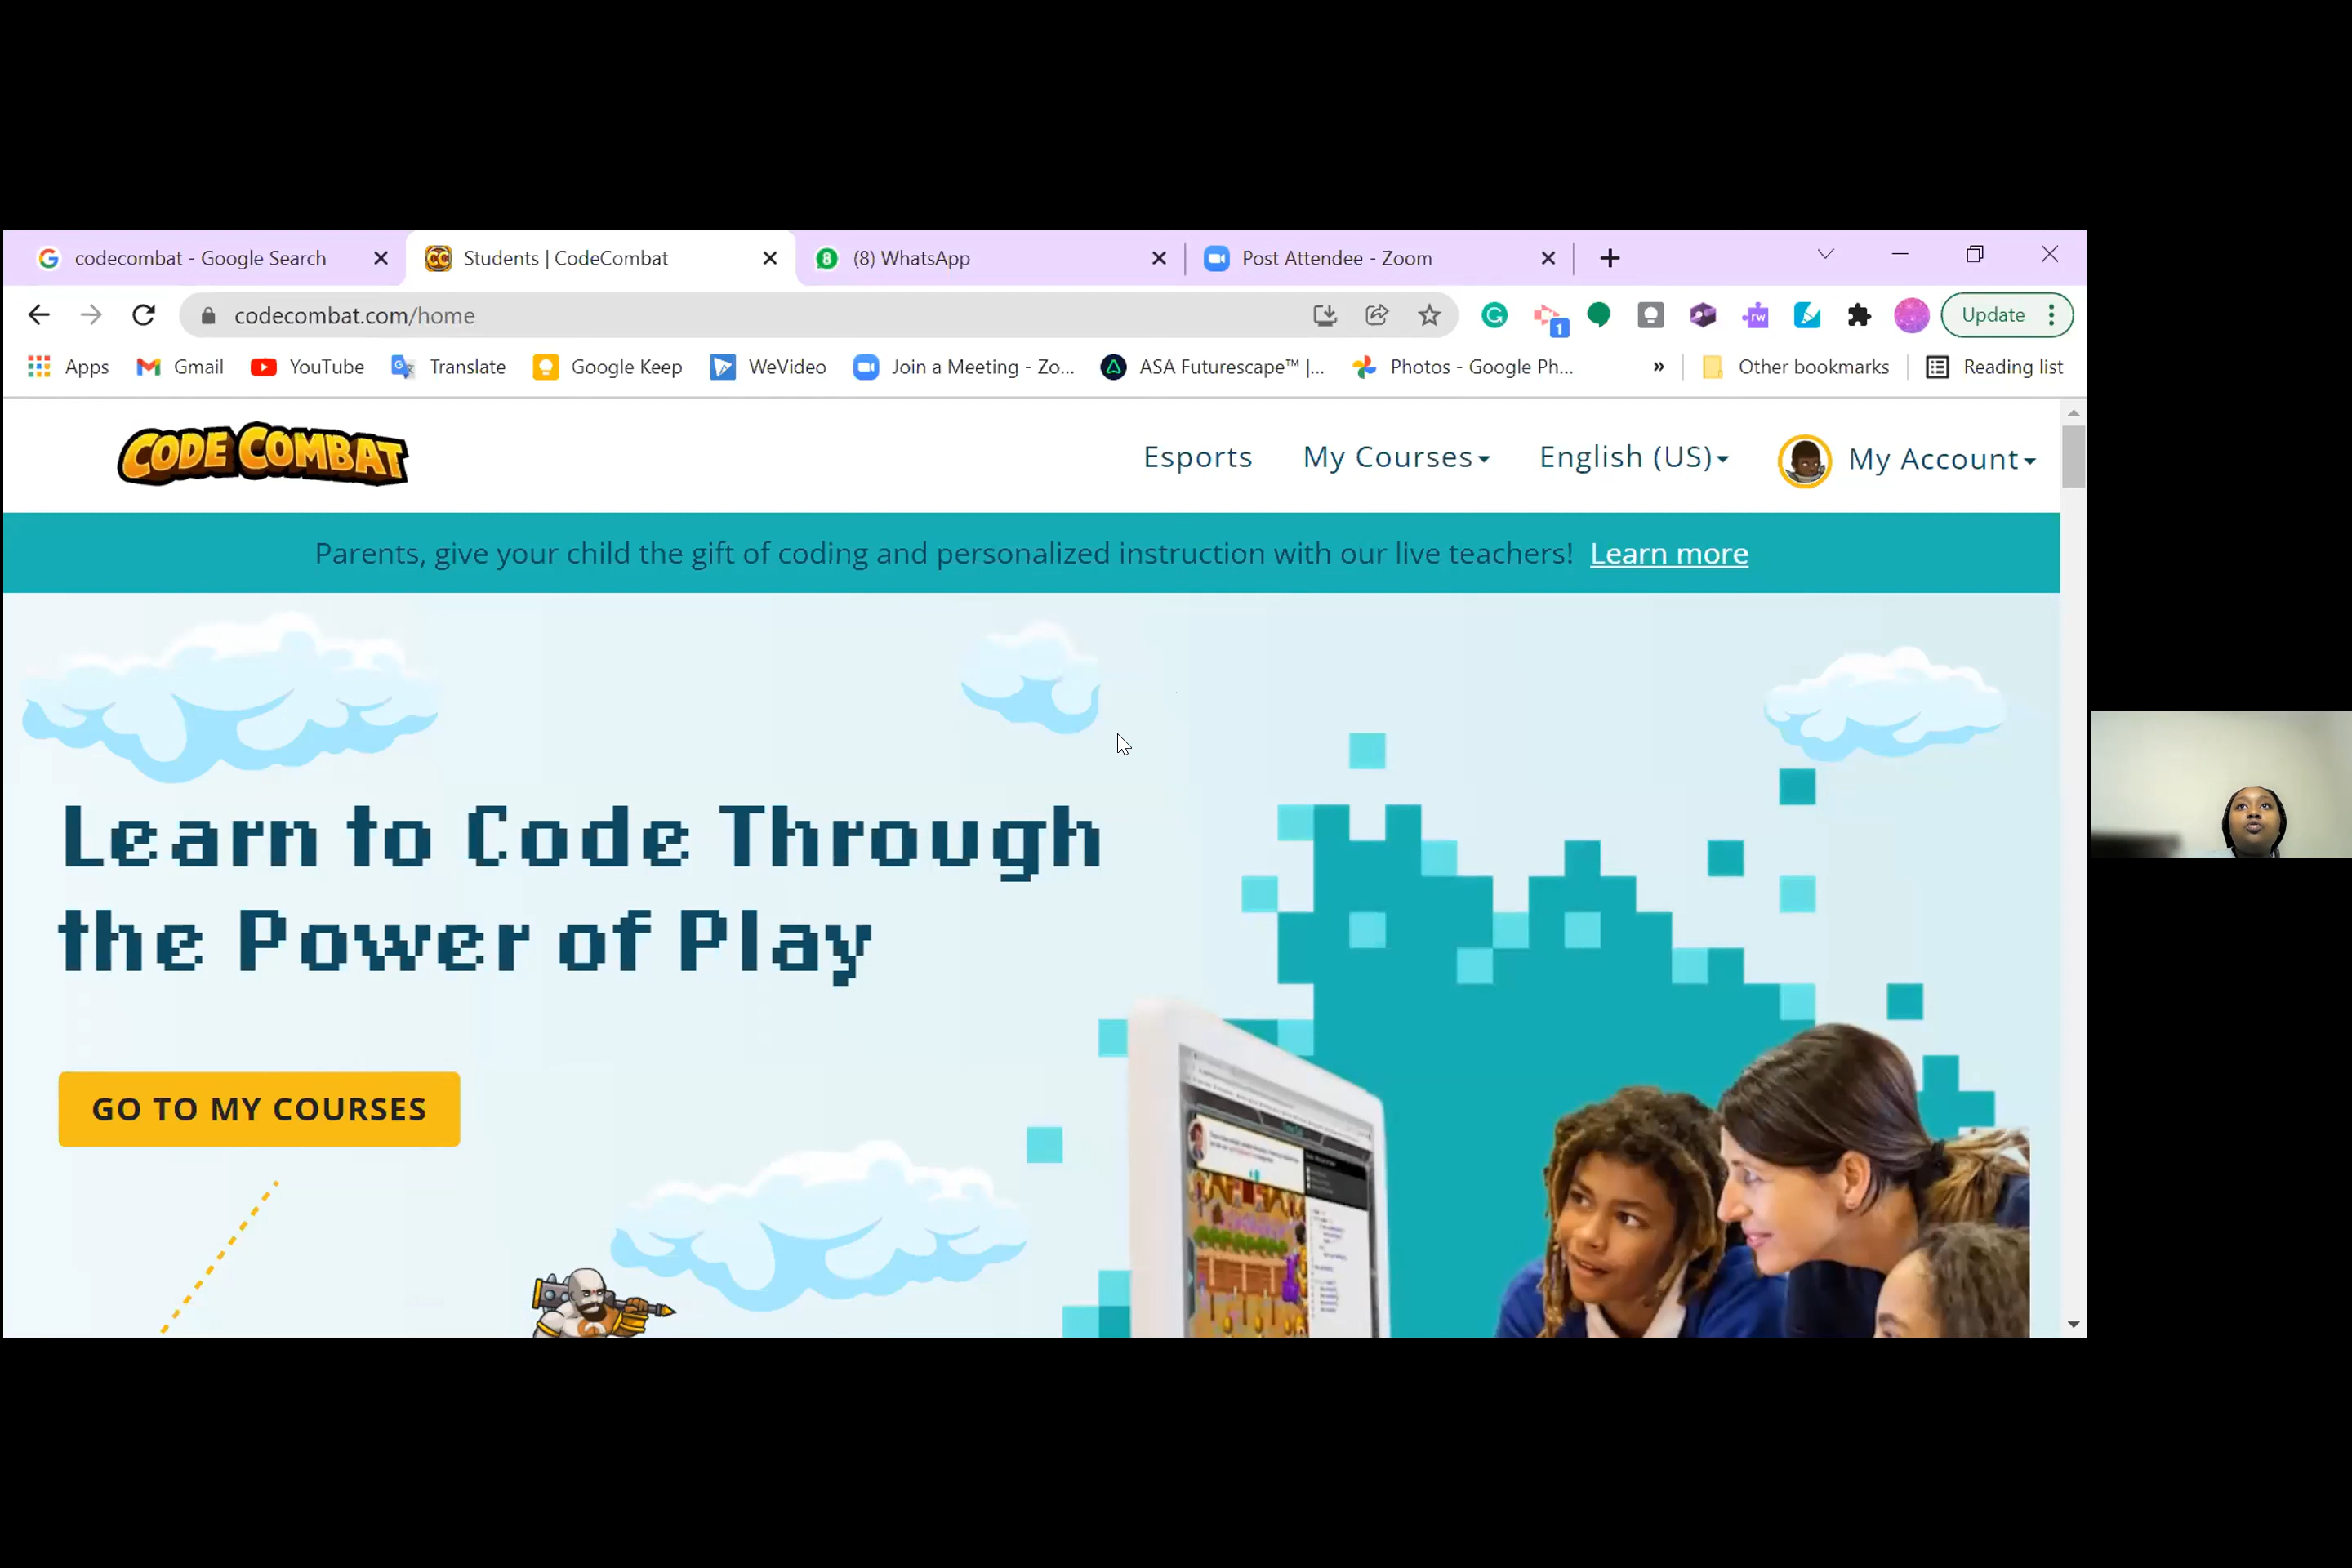 codecombat - Google Search
Students | CodeCombat
(8) WhatsApp
Post Attendee - Zoom
codecombat.com/home
1
rw
Update
Apps
Gmail
YouTube
Translate
Google Keep
WeVideo
Join a Meeting - Zo...
ASA Futurescape™ |...
Photos - Google Ph...
»
Other bookmarks
Reading list
CODE COMBAT
Esports
My Courses
English (US)
My Account
Parents, give your child the gift of coding and personalized instruction with our live teachers! Learn more
Learn to Code Through
the Power of Play
GO TO MY COURSES